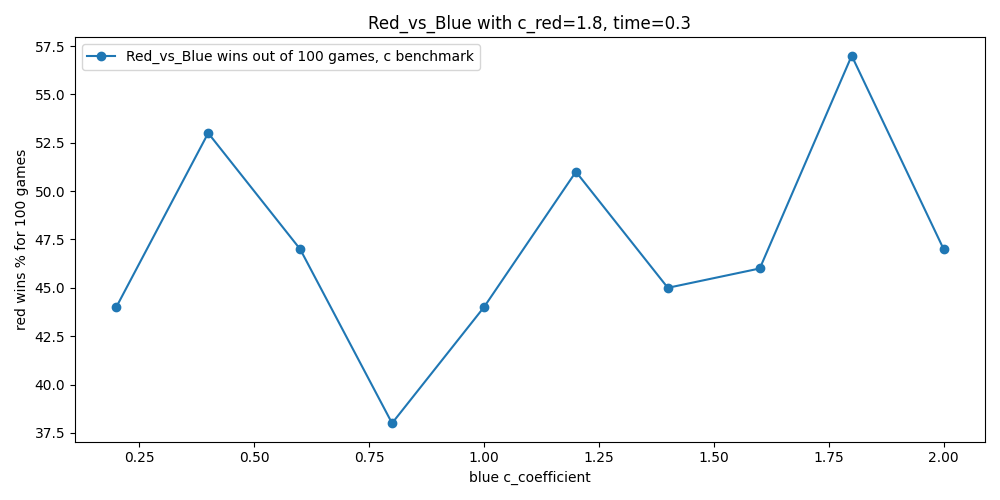 Red_vs_Blue with c_red=1.8, time=0.3
Red_vs_Blue wins out of 100 games, c benchmark
red wins % for 100 games
57.5
55.0
52.5
50.0
47.5
45.0
42.5
40.0
37.5
0.25 0.50 0.75 1.00 1.25 1.50 1.75 2.00
blue c_coefficient